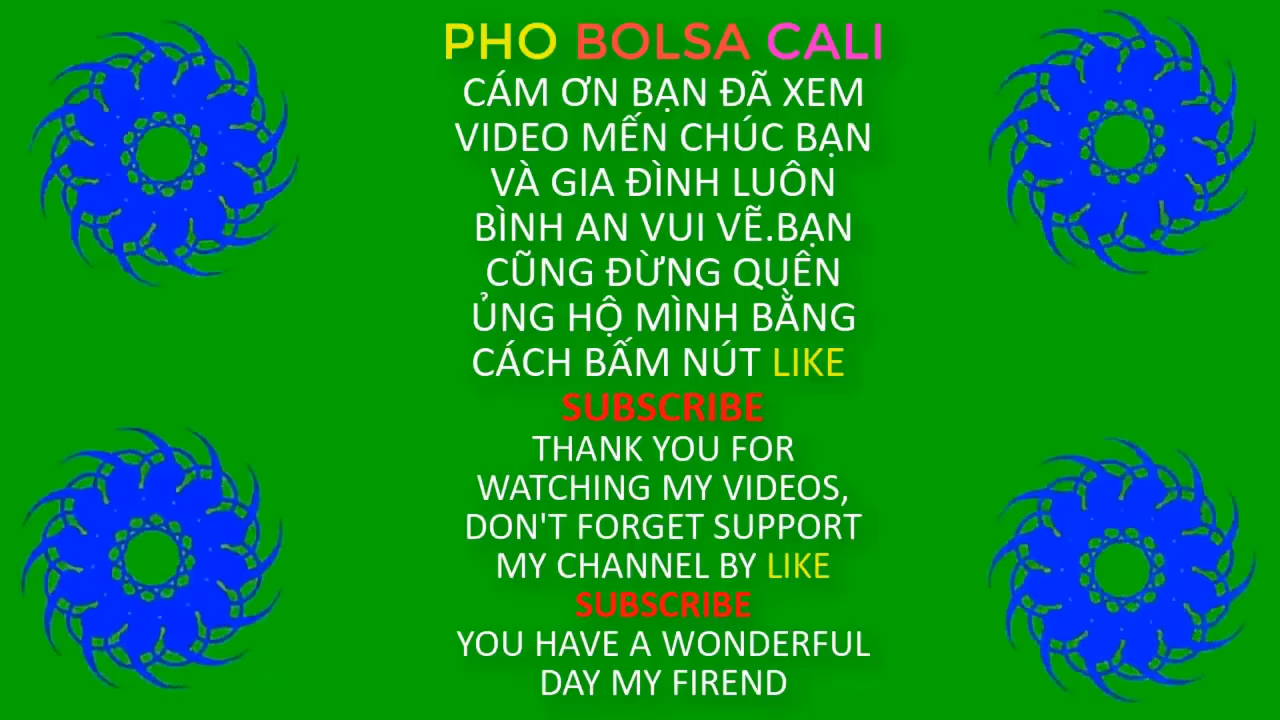 PHO BOLSA CALI
CÁM ƠN BẠN ĐÃ XEM
VIDEO MẾN CHÚC BẠN
VÀ GIA ĐÌNH LUÔN
BÌNH AN VUI VẼ.BẠN
CŨNG ĐỪNG QUÊN
ỦNG HỘ MÌNH BẰNG
CÁCH BẤM NÚT LIKE
SUBSCRIBE
THANK YOU FOR
WATCHING MY VIDEOS,
DON'T FORGET SUPPORT
MY CHANNEL BY LIKE
SUBSCRIBE
YOU HAVE A WONDERFUL
DAY MY FIREND